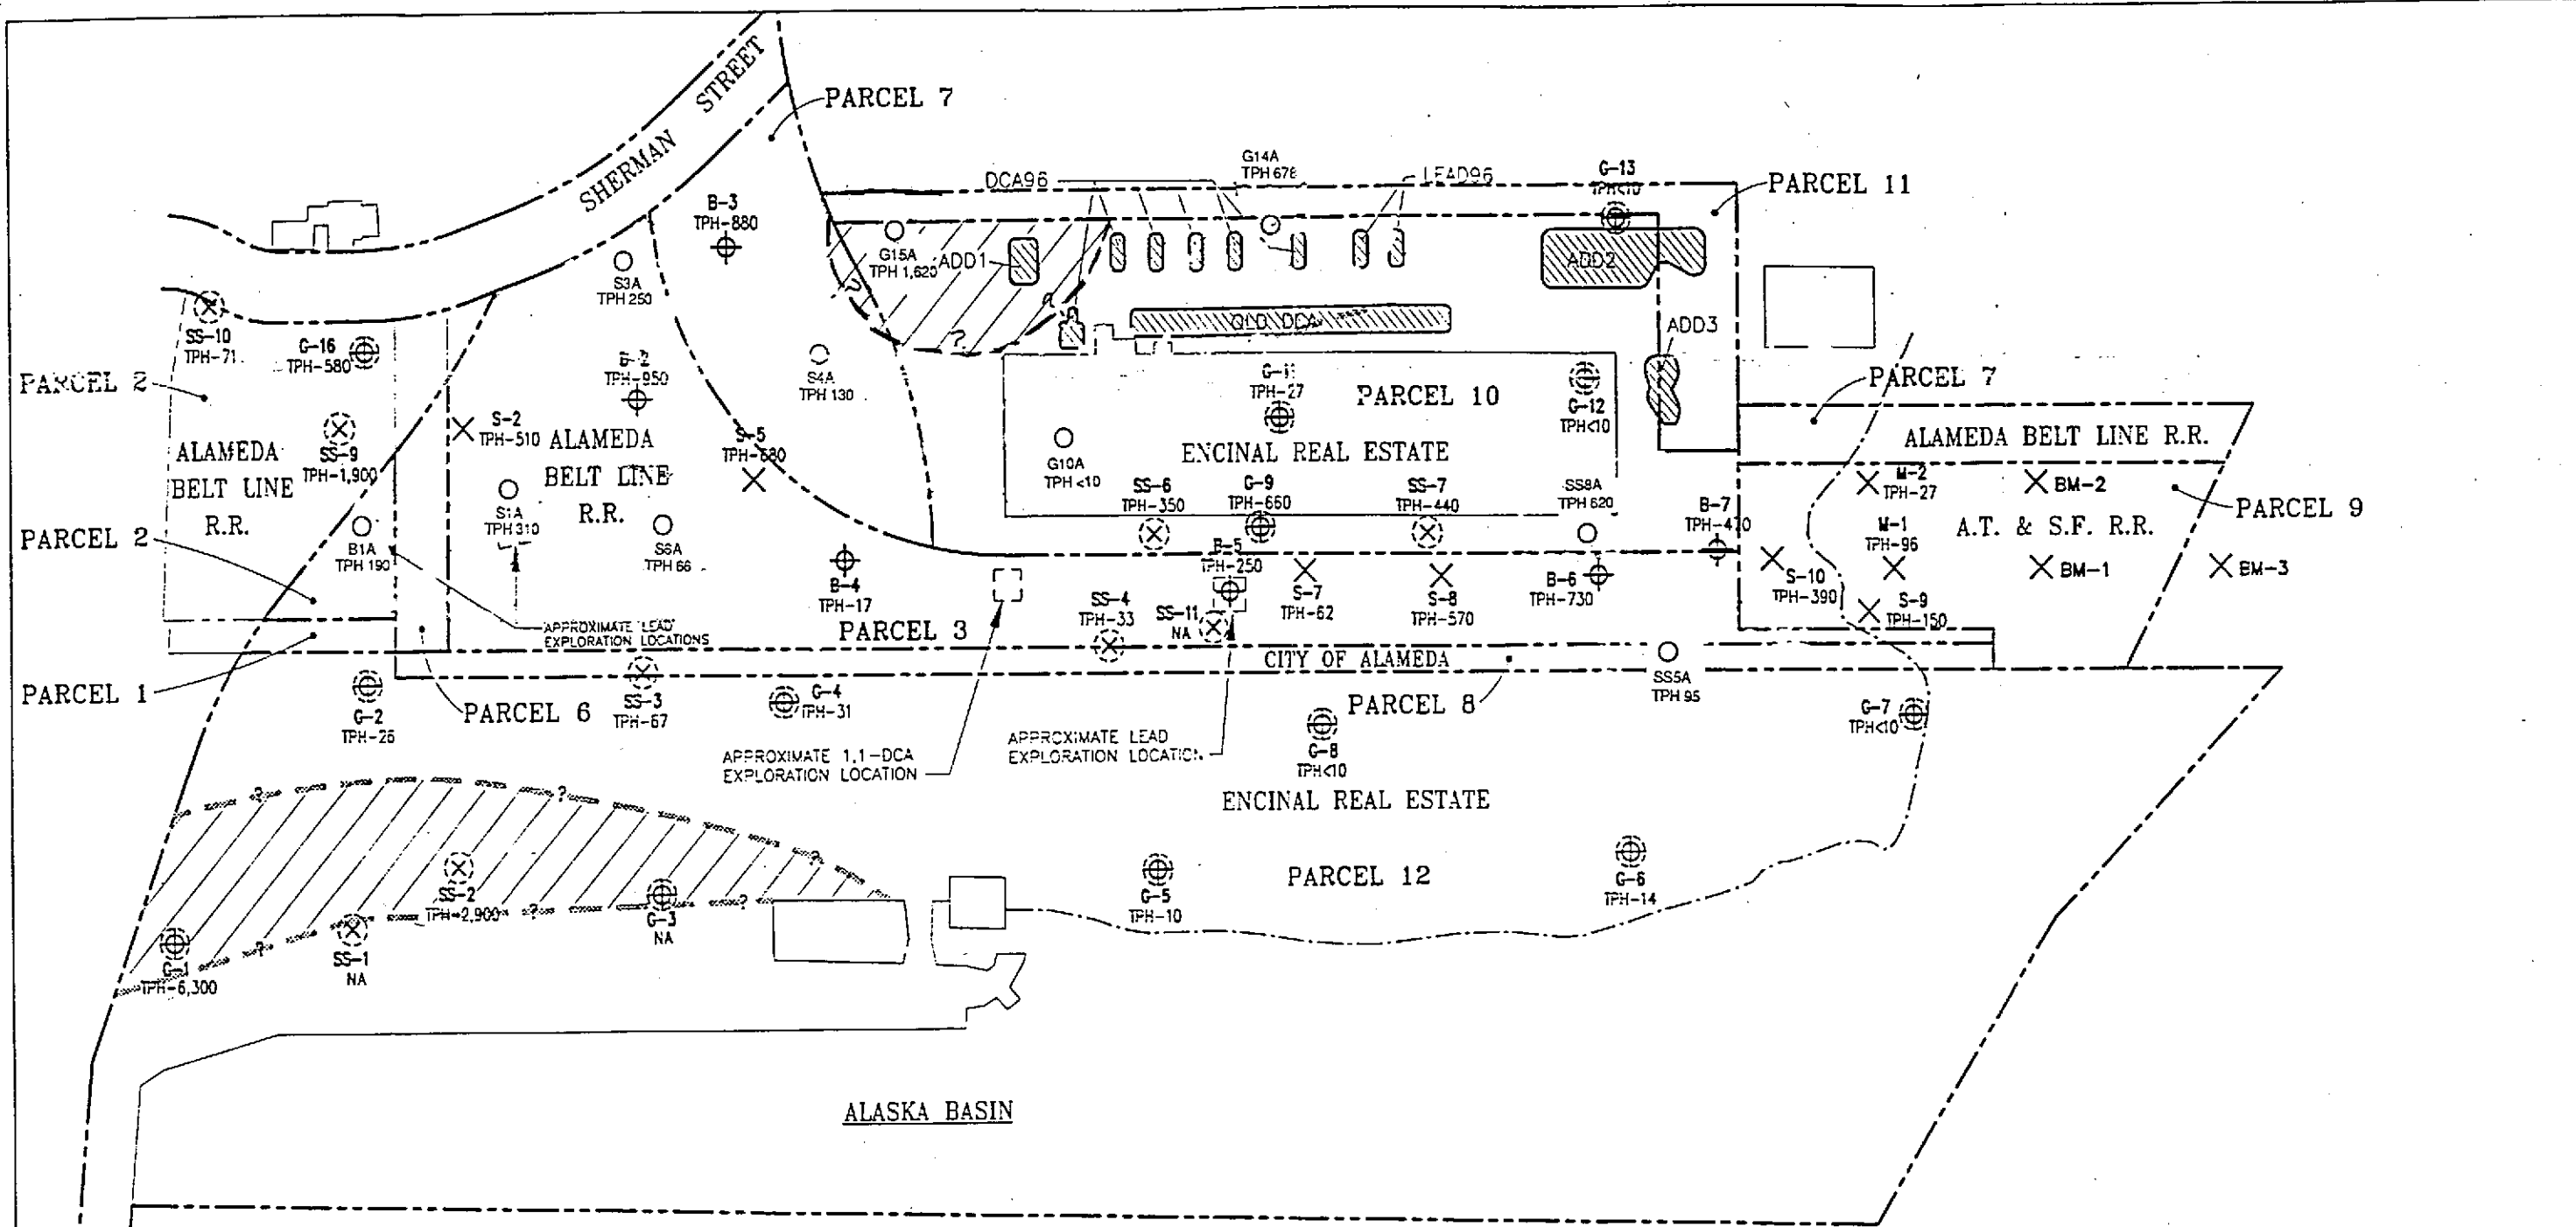 SHERMAN STREET
PARCEL 7
B-3
TPH-880
S3A
TPH 250
DCA96
G14A
TPH 678
LEAD96
G-13
TPH<10
PARCEL 11
G15A
TPH 1,620
ADD1
ADD2
?
?
?
OLD DCA
ADD3
SS-10
TPH-71
G-16
TPH-580
PARCEL 2
B-2
TPH-950
S4A
TPH 130
G-11
TPH-27
PARCEL 10
G-12
TPH<10
PARCEL 7
ALAMEDA BELT LINE R.R.
S-2
TPH-510
ALAMEDA
BELT LINE
R.R.
SS-9
TPH-1,900
ALAMEDA
BELT LINE
R.R.
S-5
TPH-680
G10A
TPH <10
ENCINAL REAL ESTATE
SS-6
TPH-350
G-9
TPH-660
SS-7
TPH-440
SS8A
TPH 620
B-7
TPH-470
M-2
TPH-27
BM-2
PARCEL 9
PARCEL 2
B1A
TPH 190
S1A
TPH 310
S6A
TPH 66
M-1
TPH-96
A.T. & S.F. R.R.
BM-1
BM-3
B-4
TPH-17
B-5
TPH-250
S-7
TPH-62
S-8
TPH-570
B-6
TPH-730
S-10
TPH-390
S-9
TPH-150
APPROXIMATE LEAD
EXPLORATION LOCATIONS
PARCEL 3
SS-4
TPH-33
SS-11
NA
CITY OF ALAMEDA
SS5A
TPH 95
PARCEL 1
G-2
TPH-26
PARCEL 6
SS-3
TPH-67
G-4
TPH-31
PARCEL 8
G-8
TPH<10
G-7
TPH<10
APPROXIMATE 1,1-DCA
EXPLORATION LOCATION
APPROXIMATE LEAD
EXPLORATION LOCATION
ENCINAL REAL ESTATE
?
?
?
SS-2
TPH-2,900
?
G-3
NA
?
G-5
TPH-10
PARCEL 12
G-6
TPH-14
TPH-6,300
?
SS-1
NA
ALASKA BASIN